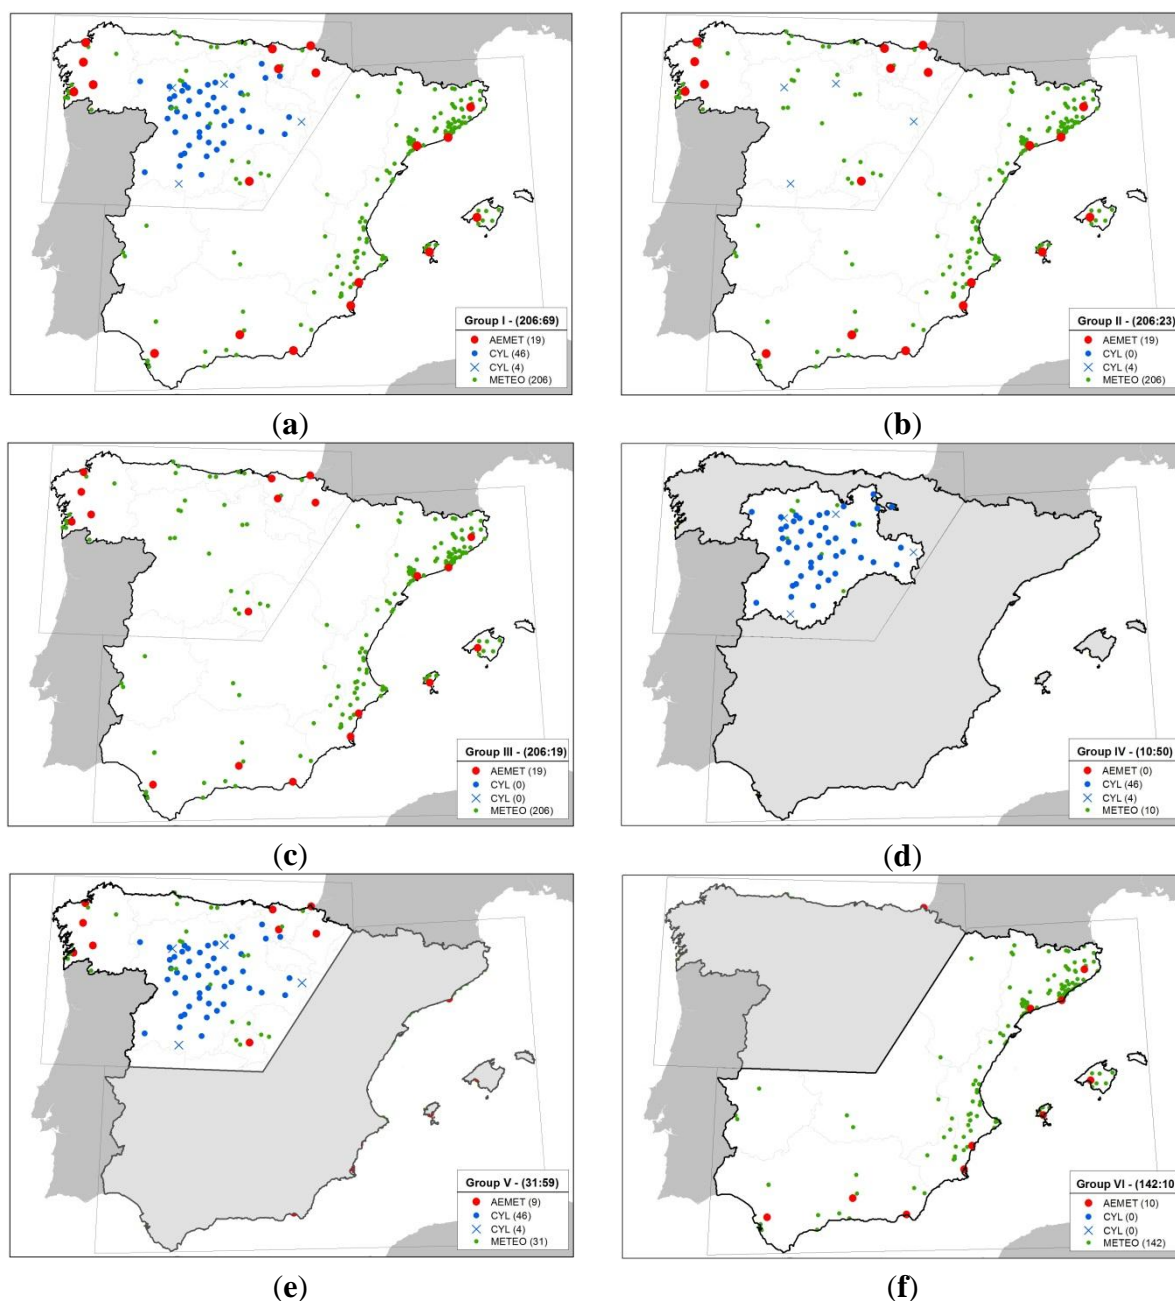 Group I - (206:69)
AEMET (19)
CYL (46)
CYL (4)
METEO (206)
(a)
Group II - (206:23)
AEMET (19)
CYL (0)
CYL (4)
METEO (206)
(b)
Group III - (206:19)
AEMET (19)
CYL (0)
CYL (0)
METEO (206)
(c)
Group IV - (10:50)
AEMET (0)
CYL (46)
CYL (4)
METEO (10)
(d)
Group V - (31:59)
AEMET (9)
CYL (46)
CYL (4)
METEO (31)
(e)
Group VI - (142:10
AEMET (10)
CYL (0)
CYL (0)
METEO (142)
(f)